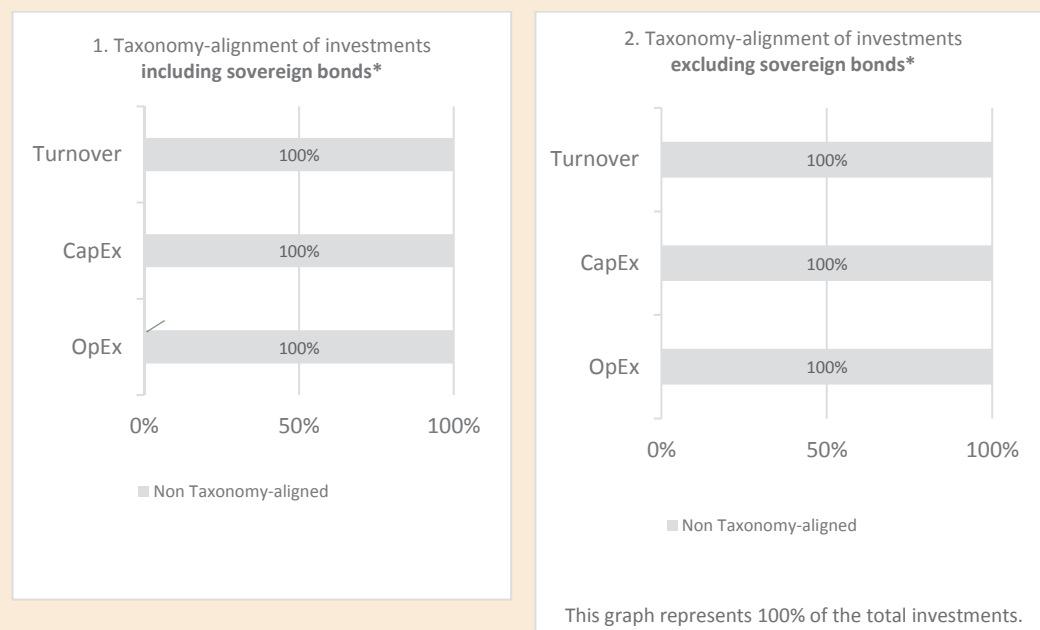 1. Taxonomy-alignment of investments
including sovereign bonds*
Turnover
100%
CapEx
100%
OpEx
100%
0%
50%
100%
Non Taxonomy-aligned
2. Taxonomy-alignment of investments
excluding sovereign bonds*
Turnover
100%
CapEx
100%
OpEx
100%
0%
50%
100%
Non Taxonomy-aligned
This graph represents 100% of the total investments.